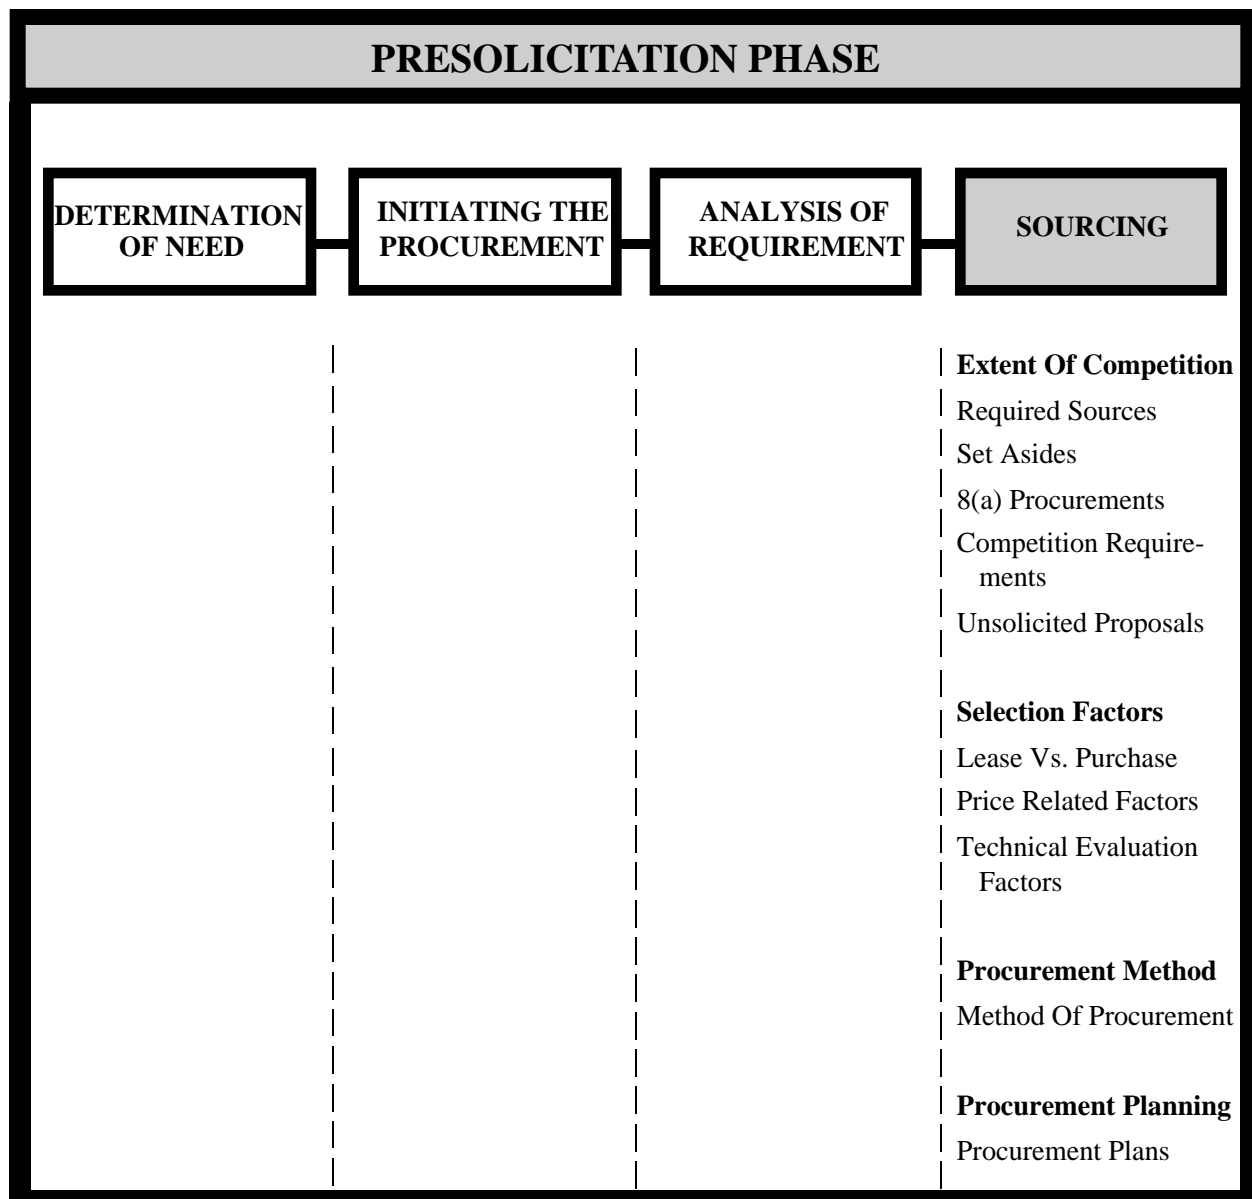 PRESOLICITATION PHASE
DETERMINATION
OF NEED
INITIATING THE
PROCUREMENT
ANALYSIS OF
REQUIREMENT
SOURCING
Extent Of Competition
Required Sources
Set Asides
8(a) Procurements
Competition Require-
ments
Unsolicited Proposals
Selection Factors
Lease Vs. Purchase
Price Related Factors
Technical Evaluation
Factors
Procurement Method
Method Of Procurement
Procurement Planning
Procurement Plans